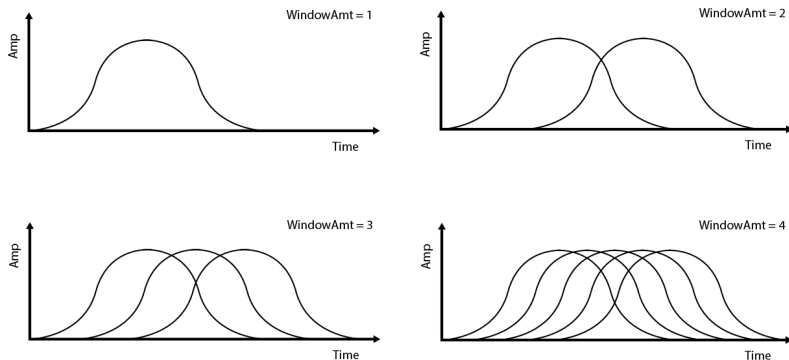 WindowAmt = 1
Amp
Time
WindowAmt = 2
Amp
Time
WindowAmt = 3
Amp
Time
WindowAmt = 4
Amp
Time